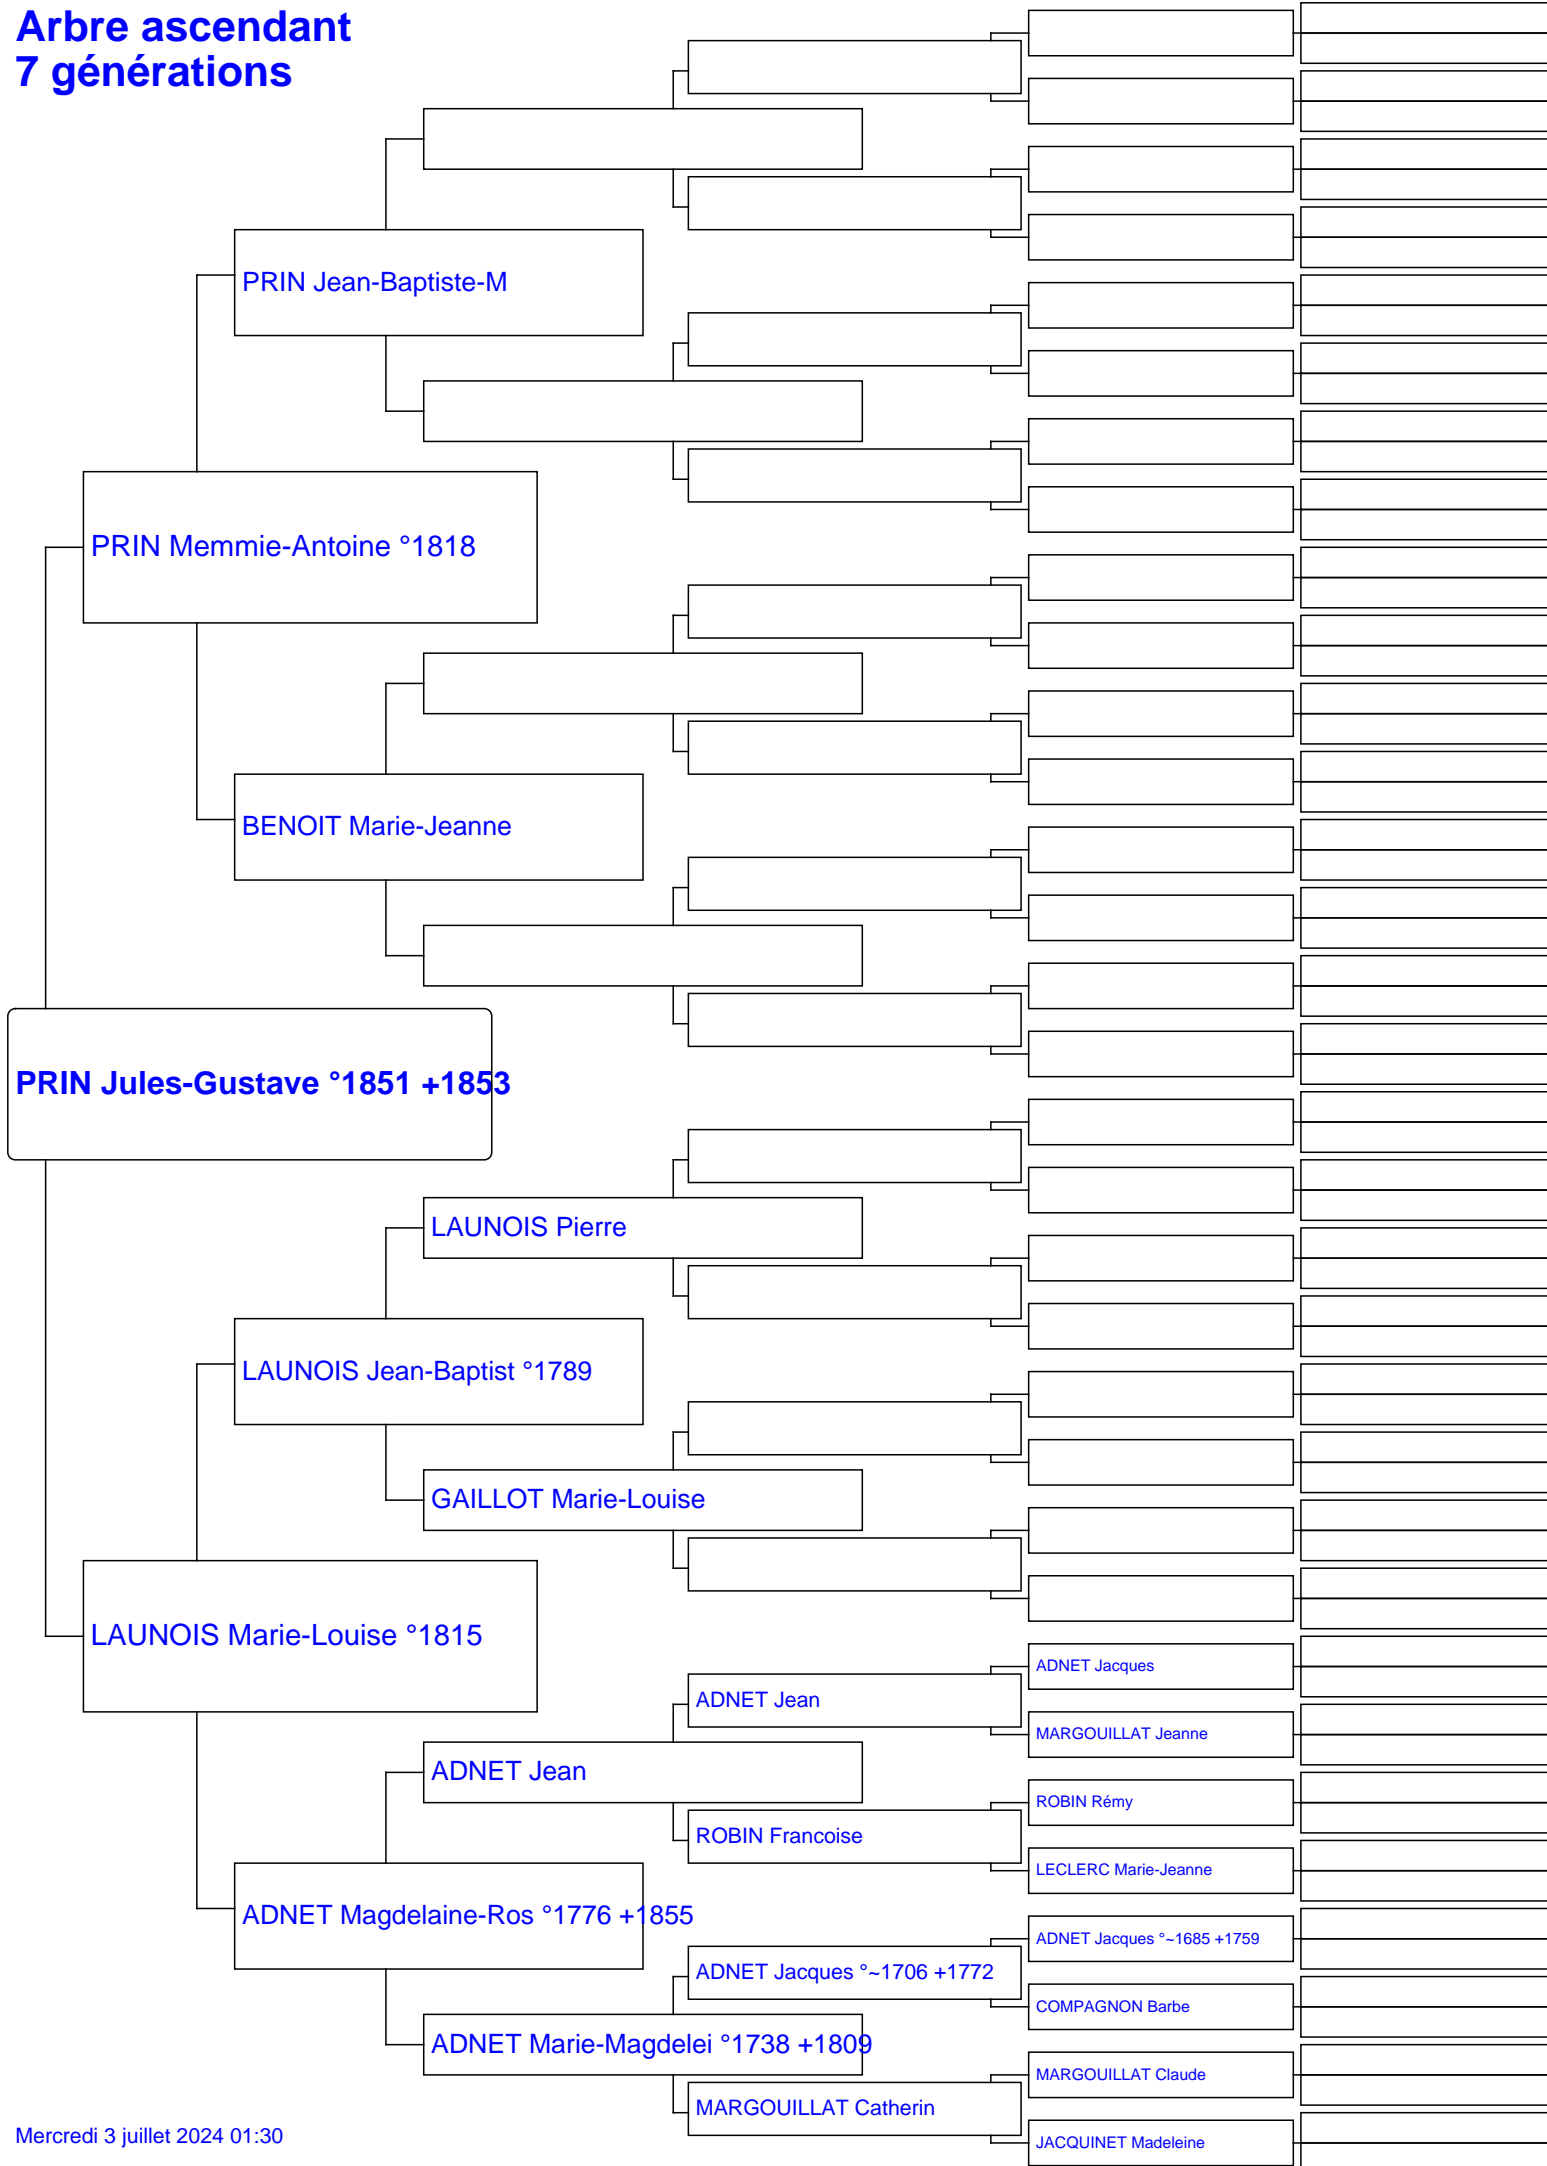 Arbre ascendant
7 générations
PRIN Jean-Baptiste-M
PRIN Memmie-Antoine °1818
BENOIT Marie-Jeanne
PRIN Jules-Gustave °1851 +1853
LAUNOIS Pierre
LAUNOIS Jean-Baptist °1789
GAILLOT Marie-Louise
LAUNOIS Marie-Louise °1815
ADNET Jacques
ADNET Jean
MARGOUILLAT Jeanne
ADNET Jean
ROBIN Rémy
ROBIN Francoise
LECLERC Marie-Jeanne
ADNET Magdelaine-Ros °1776 +1855
ADNET Jacques °~1685 +1759
ADNET Jacques °~1706 +1772
COMPAGNON Barbe
ADNET Marie-Magdelei °1738 +1809
MARGOUILLAT Claude
MARGOUILLAT Catherin
JACQUINET Madeleine
Mercredi 3 juillet 2024 01:30